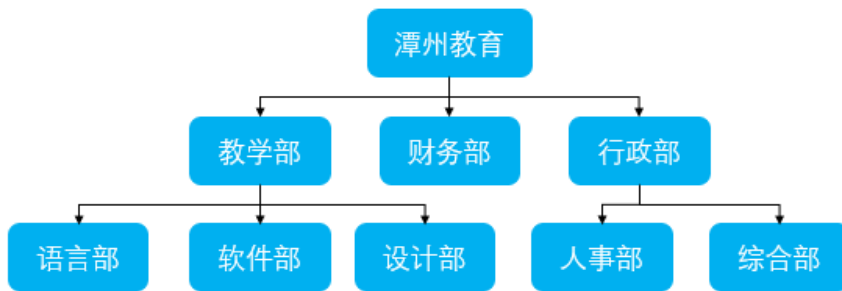 潭州教育
教学部
财务部
行政部
语言部
软件部
设计部
人事部
综合部